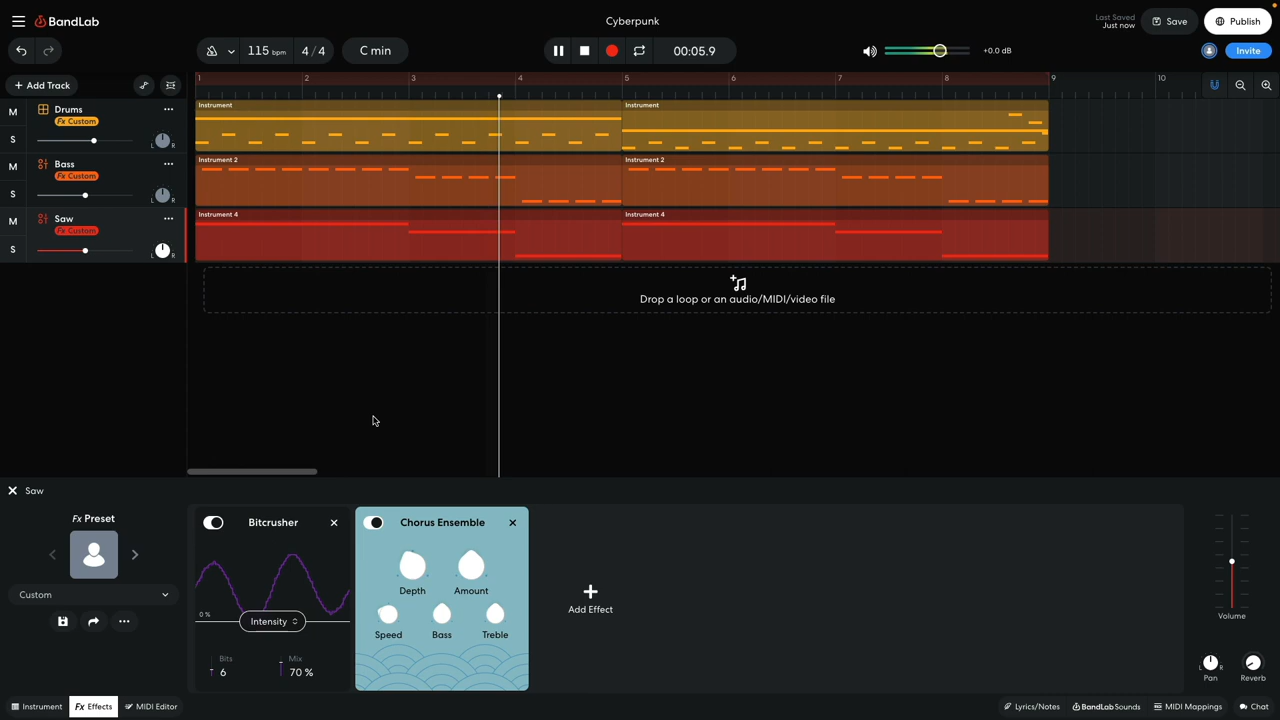 BandLab
Cyberpunk
Last Saved
Just now
Save
Publish
115 bpm
4/4
C min
00:05.9
+0.0 dB
Invite
+ Add Track
1 2 3 4 5 6 7 8 9 10
M
S
Drums
Fx Custom
L R
Instrument
Instrument
M
S
Bass
Fx Custom
L R
Instrument 2
Instrument 2
M
S
Saw
Fx Custom
L R
Instrument 4
Instrument 4
Drop a loop or an audio/MIDI/video file
Saw
Fx Preset
Custom
Bitcrusher
0 %
Intensity
Bits
6
Mix
70 %
Chorus Ensemble
Depth
Amount
Speed
Bass
Treble
Add Effect
Volume
L R
Pan
Reverb
Instrument
Fx Effects
MIDI Editor
Lyrics/Notes
BandLab Sounds
MIDI Mappings
Chat